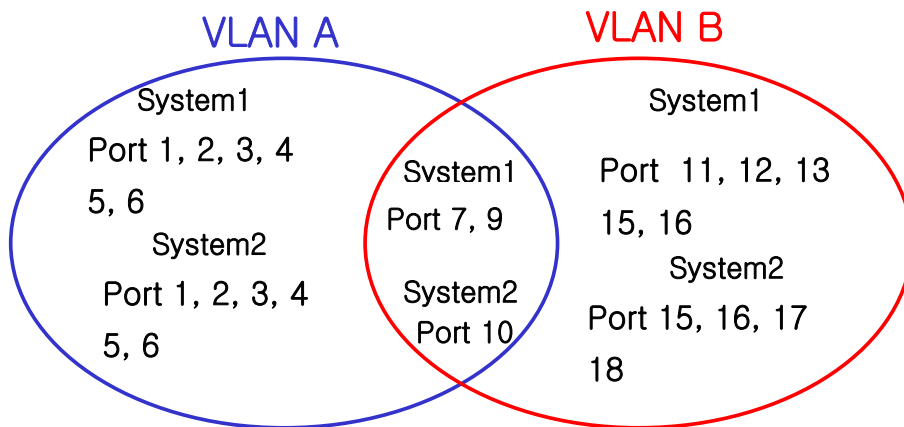 VLAN A
VLAN B
System1
Port 1, 2, 3, 4
5, 6
System2
Port 1, 2, 3, 4
5, 6
System1
Port 7, 9
System2
Port 10
System1
Port 11, 12, 13
15, 16
System2
Port 15, 16, 17
18